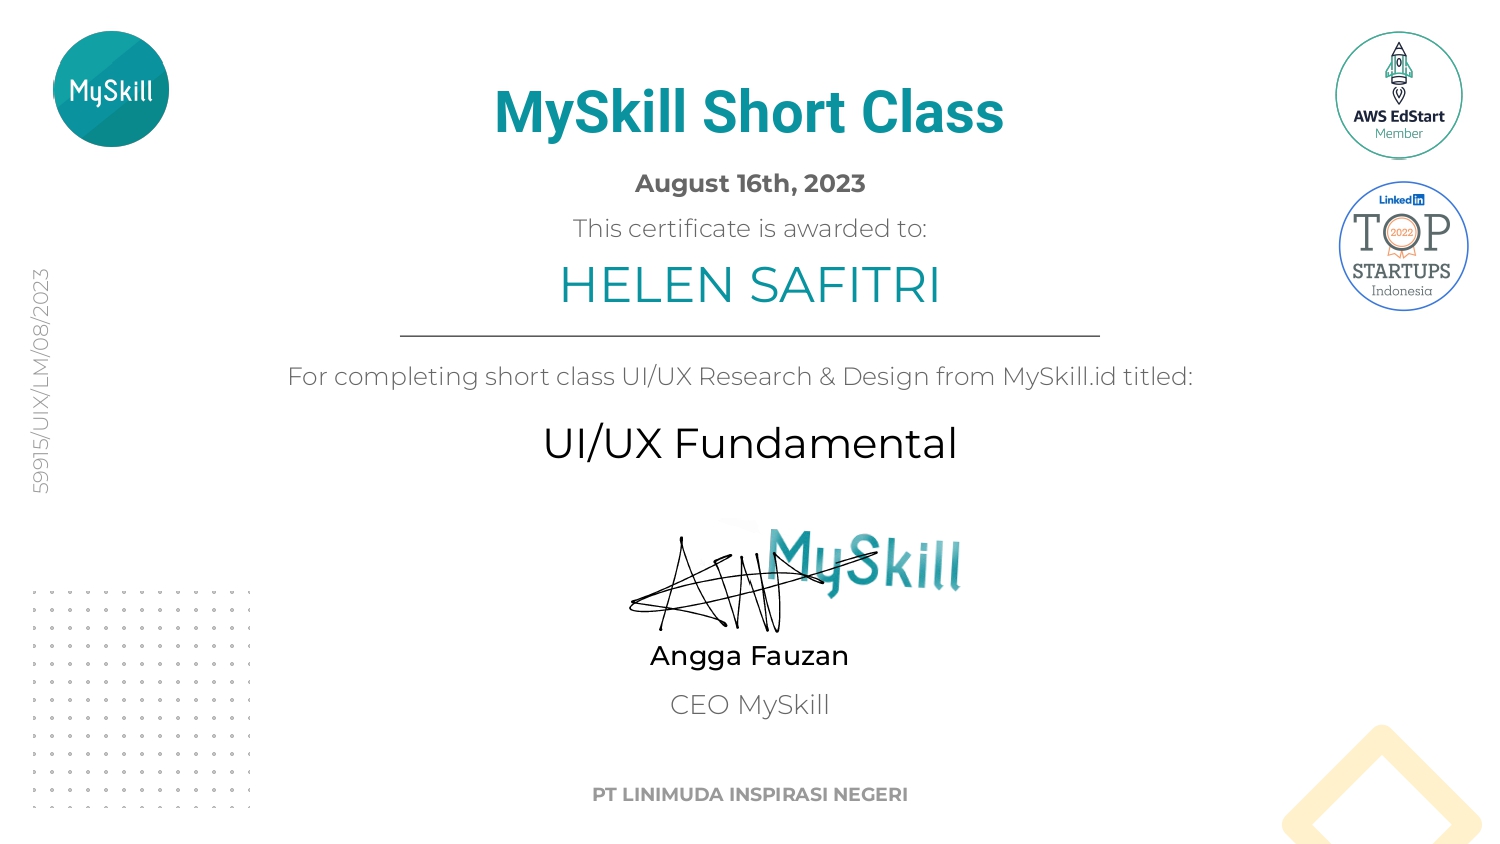 MySkill
MySkill Short Class
August 16th, 2023
This certificate is awarded to:
HELEN SAFITRI
For completing short class UI/UX Research & Design from MySkill.id titled:
UI/UX Fundamental
MySkill
Angga Fauzan
CEO MySkill
PT LINIMUDA INSPIRASI NEGERI
59915/UIX/LM/08/2023
AWS EdStart
Member
Linked in
TOP
2022
STARTUPS
Indonesia